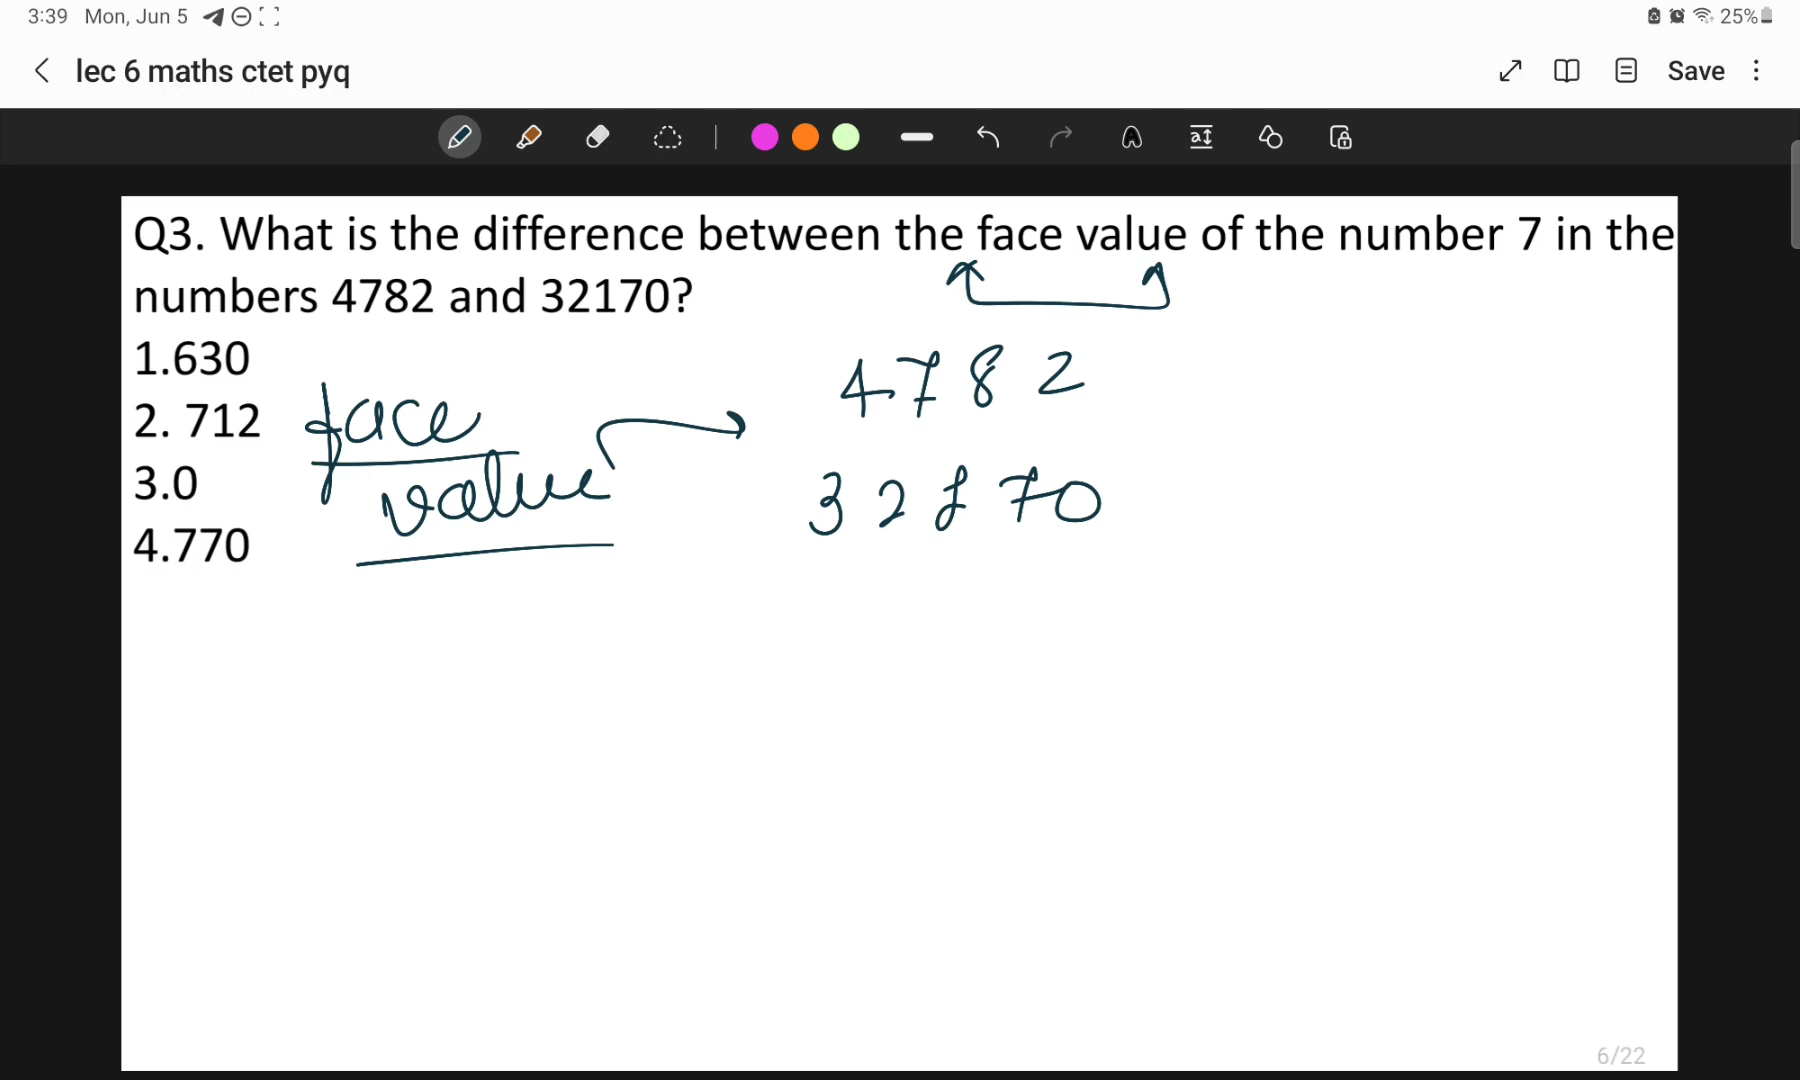 3:39 Mon, Jun 5
25%
lec 6 maths ctet pyq
Save
Q3. What is the difference between the face value of the number 7 in the
numbers 4782 and 32170?
1.630
2. 712
3.0
4.770
face
value
4782
32170
6/22